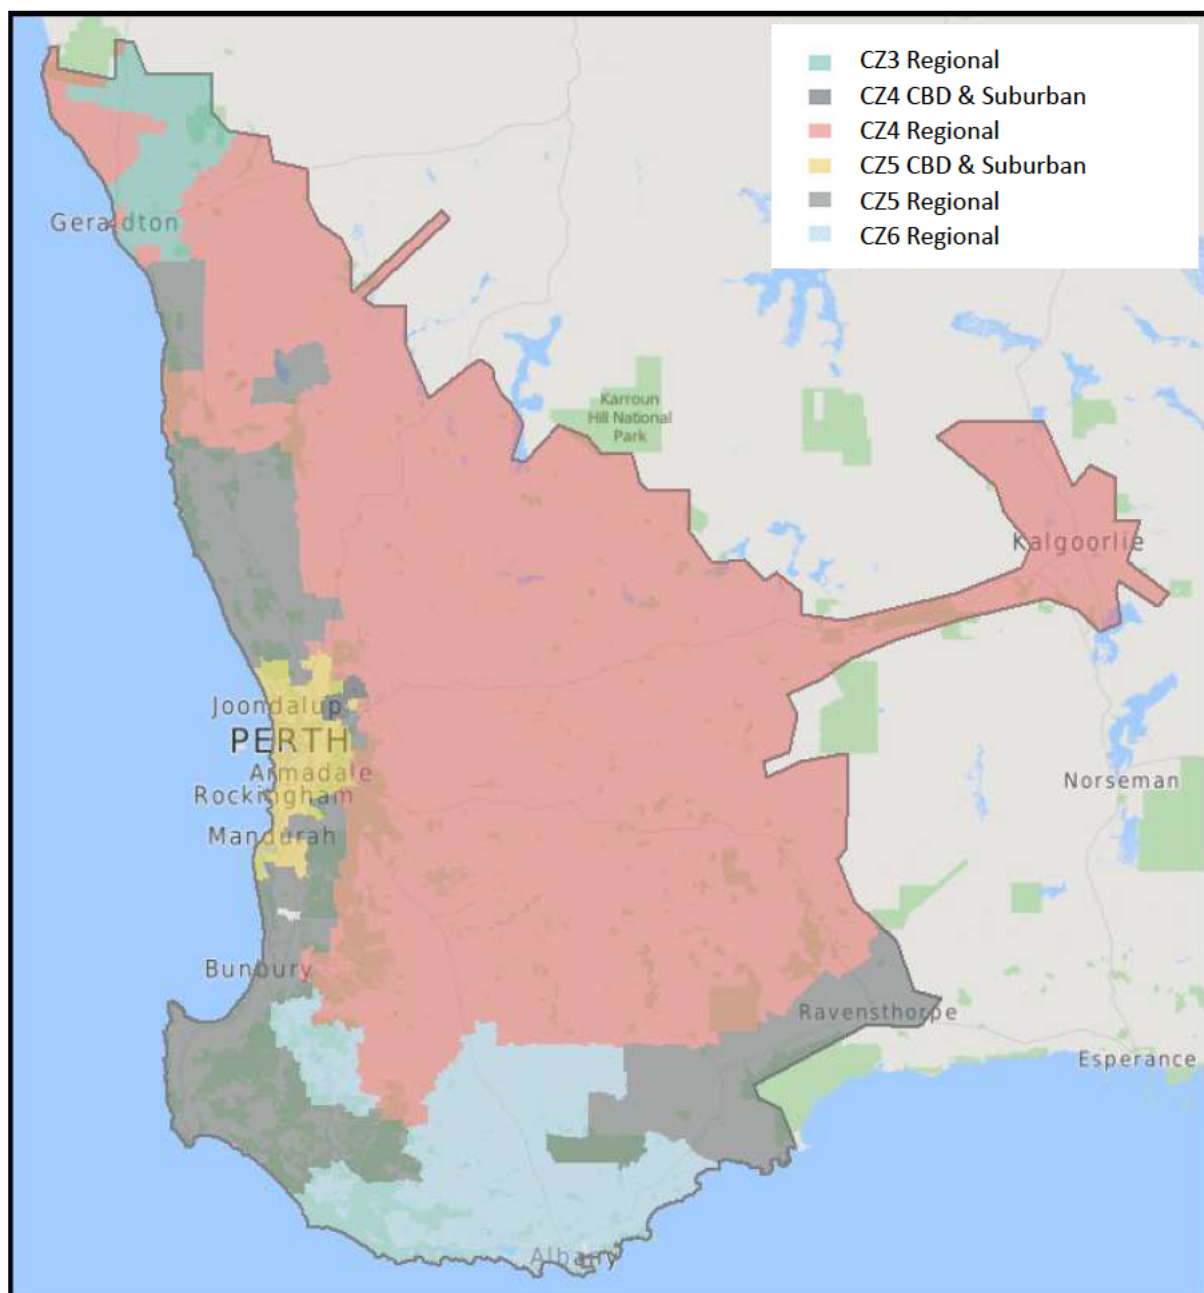 CZ3 Regional
CZ4 CBD & Suburban
CZ4 Regional
CZ5 CBD & Suburban
CZ5 Regional
CZ6 Regional
Geraldton
Karroun
Hill National
Park
Kalgoorlie
Joondalup
PERTH
Armadale
Rockingham
Norseman
Mandurah
Bunbury
Ravensthorpe
Esperance
Albany